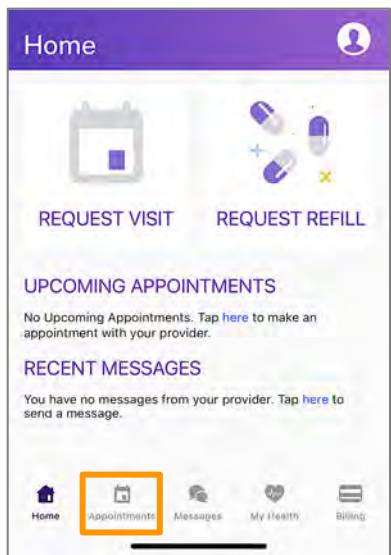 Home
REQUEST VISIT
REQUEST REFILL
UPCOMING APPOINTMENTS
No Upcoming Appointments. Tap here to make an
appointment with your provider.
RECENT MESSAGES
You have no messages from your provider. Tap here to
send a message.
Home
Appointments
Messages
My Health
Billing